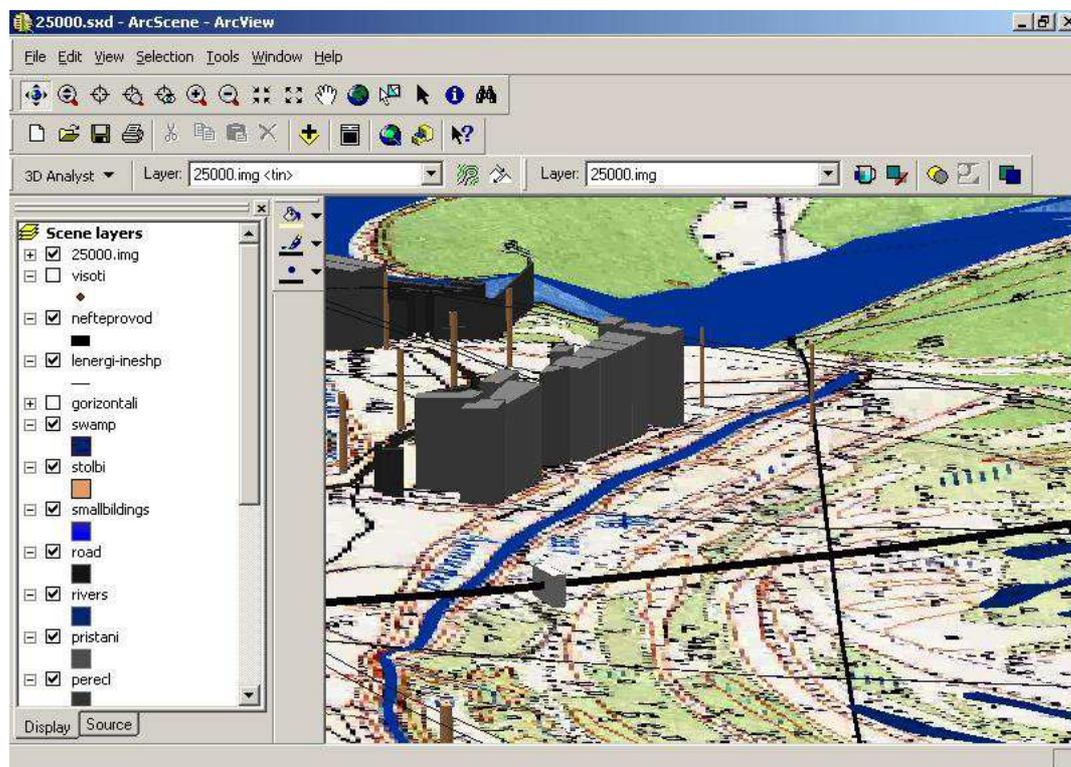 25000.sxd - ArcScene - ArcView
File Edit View Selection Tools Window Help
3D Analyst Layer: 25000.img <tin> Layer: 25000.img
Scene layers
25000.img
visoti
nefteprovod
lenergi-ineshp
gorizontali
swamp
stolbi
smallbildings
road
rivers
pristani
perecl
Display Source